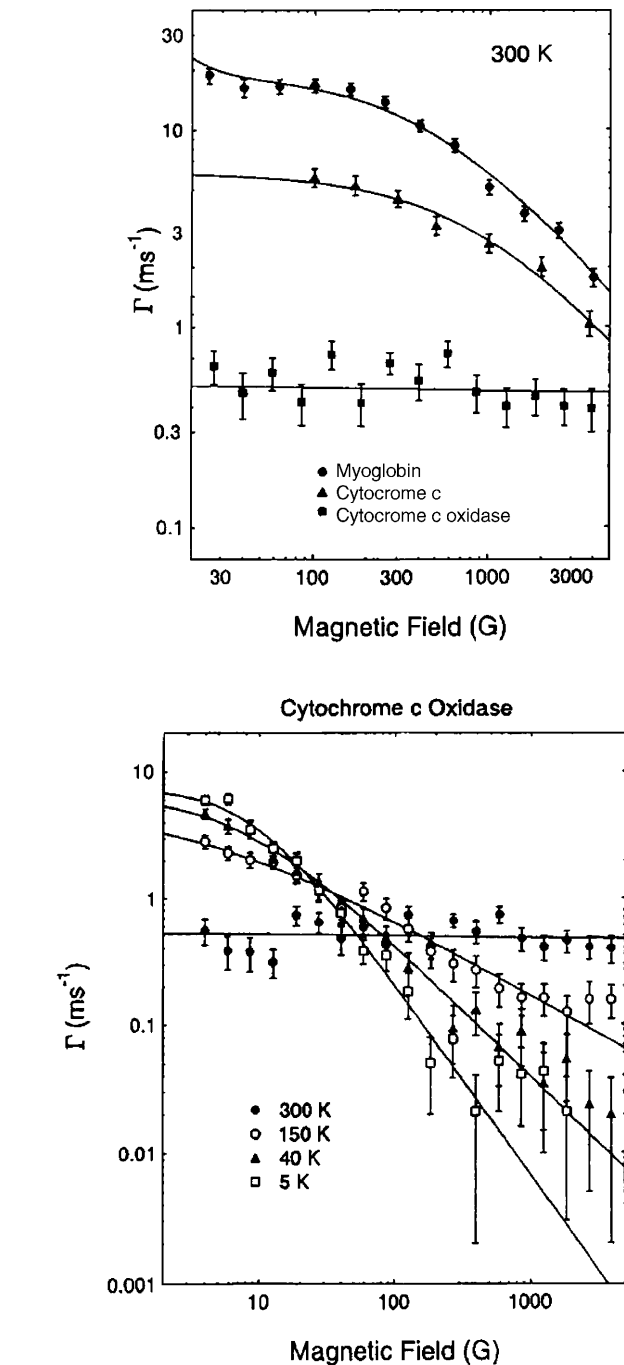 30
300 K
10
3
Γ (ms⁻¹)
1
0.3
Myoglobin
Cytocrome c
Cytocrome c oxidase
0.1
30 100 300 1000 3000
Magnetic Field (G)
Cytochrome c Oxidase
10
1
Γ (ms⁻¹)
0.1
300 K
150 K
40 K
5 K
0.01
0.001
10 100 1000
Magnetic Field (G)